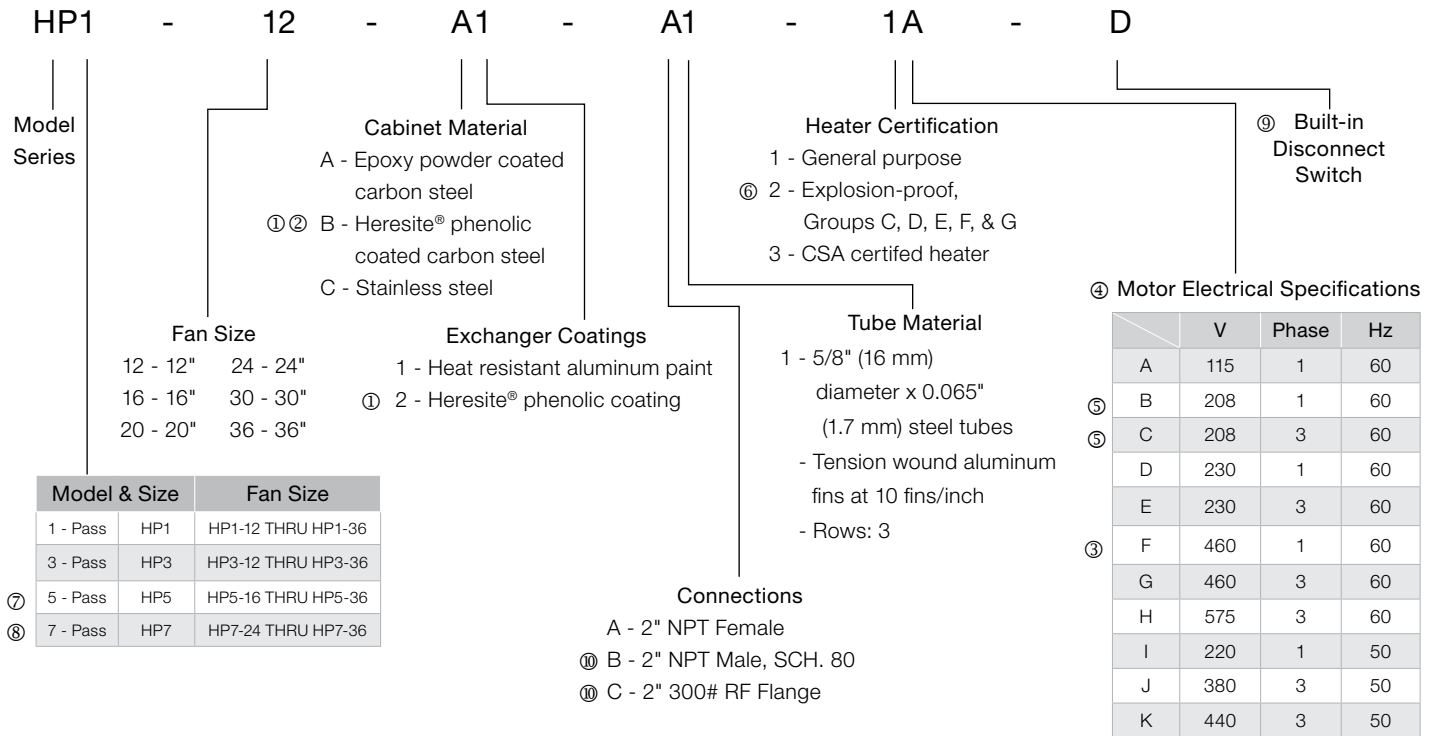 HP1 - 12 - A1 - A1 - 1A - D
Model
Series
Fan Size
12 - 12" 24 - 24"
16 - 16" 30 - 30"
20 - 20" 36 - 36"
Model & Size Fan Size
1 - Pass HP1 HP1-12 THRU HP1-36
3 - Pass HP3 HP3-12 THRU HP3-36
⑦ 5 - Pass HP5 HP5-16 THRU HP5-36
⑧ 7 - Pass HP7 HP7-24 THRU HP7-36
Cabinet Material
A - Epoxy powder coated
carbon steel
①② B - Heresite® phenolic
coated carbon steel
C - Stainless steel
Exchanger Coatings
1 - Heat resistant aluminum paint
① 2 - Heresite® phenolic coating
Connections
A - 2" NPT Female
⑩ B - 2" NPT Male, SCH. 80
⑩ C - 2" 300# RF Flange
Tube Material
1 - 5/8" (16 mm)
diameter x 0.065"
(1.7 mm) steel tubes
- Tension wound aluminum
fins at 10 fins/inch
- Rows: 3
Heater Certification
1 - General purpose
⑥ 2 - Explosion-proof,
Groups C, D, E, F, & G
3 - CSA certifed heater
④ Motor Electrical Specifications
V Phase Hz
A 115 1 60
⑤ B 208 1 60
⑤ C 208 3 60
D 230 1 60
E 230 3 60
③ F 460 1 60
G 460 3 60
H 575 3 60
I 220 1 50
J 380 3 50
K 440 3 50
⑨ Built-in
Disconnect
Switch